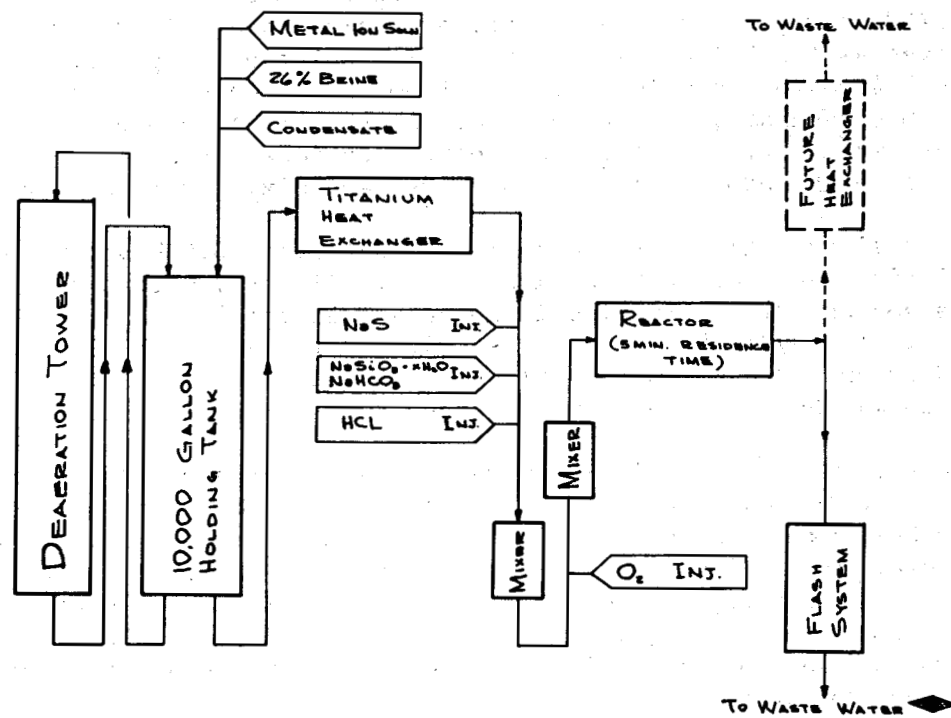 METAL ION SOLN
26% BRINE
CONDENSATE
TO WASTE WATER
FUTURE
HEAT
EXCHANGER
TITANIUM
HEAT
EXCHANGER
DEAERATION TOWER
10,000 GALLON
HOLDING TANK
NaS INJ.
NaSiO3·xH2O INJ.
NaHCO3
HCL INJ.
MIXER
MIXER
REACTOR
(5 MIN. RESIDENCE
TIME)
O2 INJ.
FLASH
SYSTEM
TO WASTE WATER